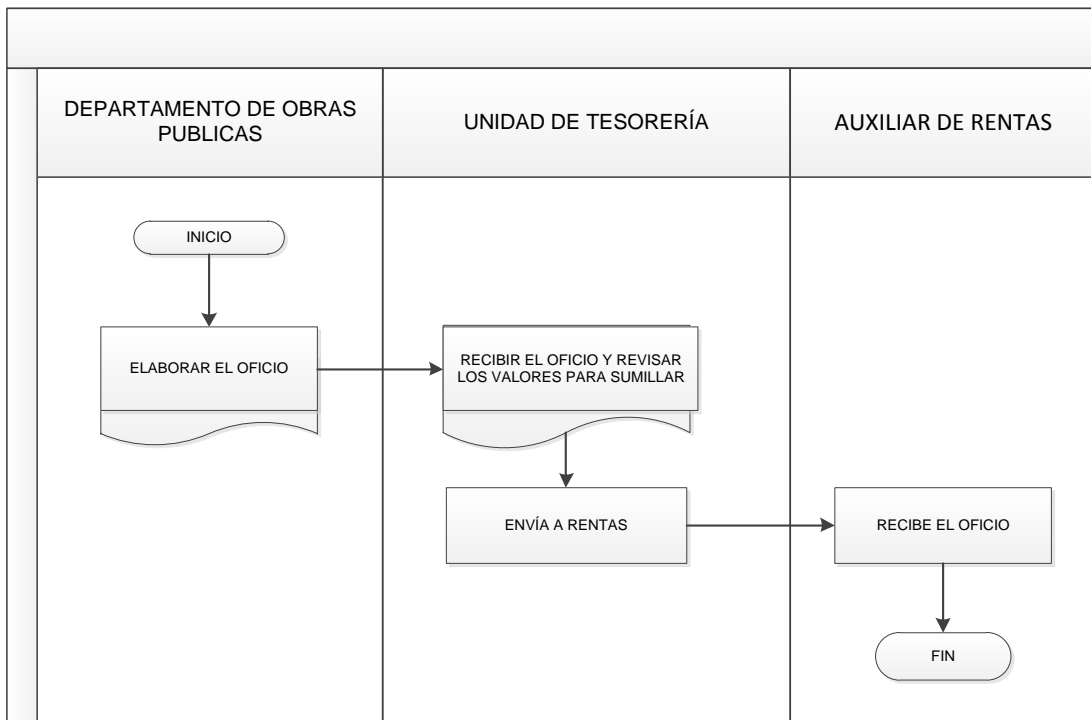 DEPARTAMENTO DE OBRAS
PUBLICAS
UNIDAD DE TESORERÍA
AUXILIAR DE RENTAS
INICIO
ELABORAR EL OFICIO
RECIBIR EL OFICIO Y REVISAR
LOS VALORES PARA SUMILLAR
ENVÍA A RENTAS
RECIBE EL OFICIO
FIN